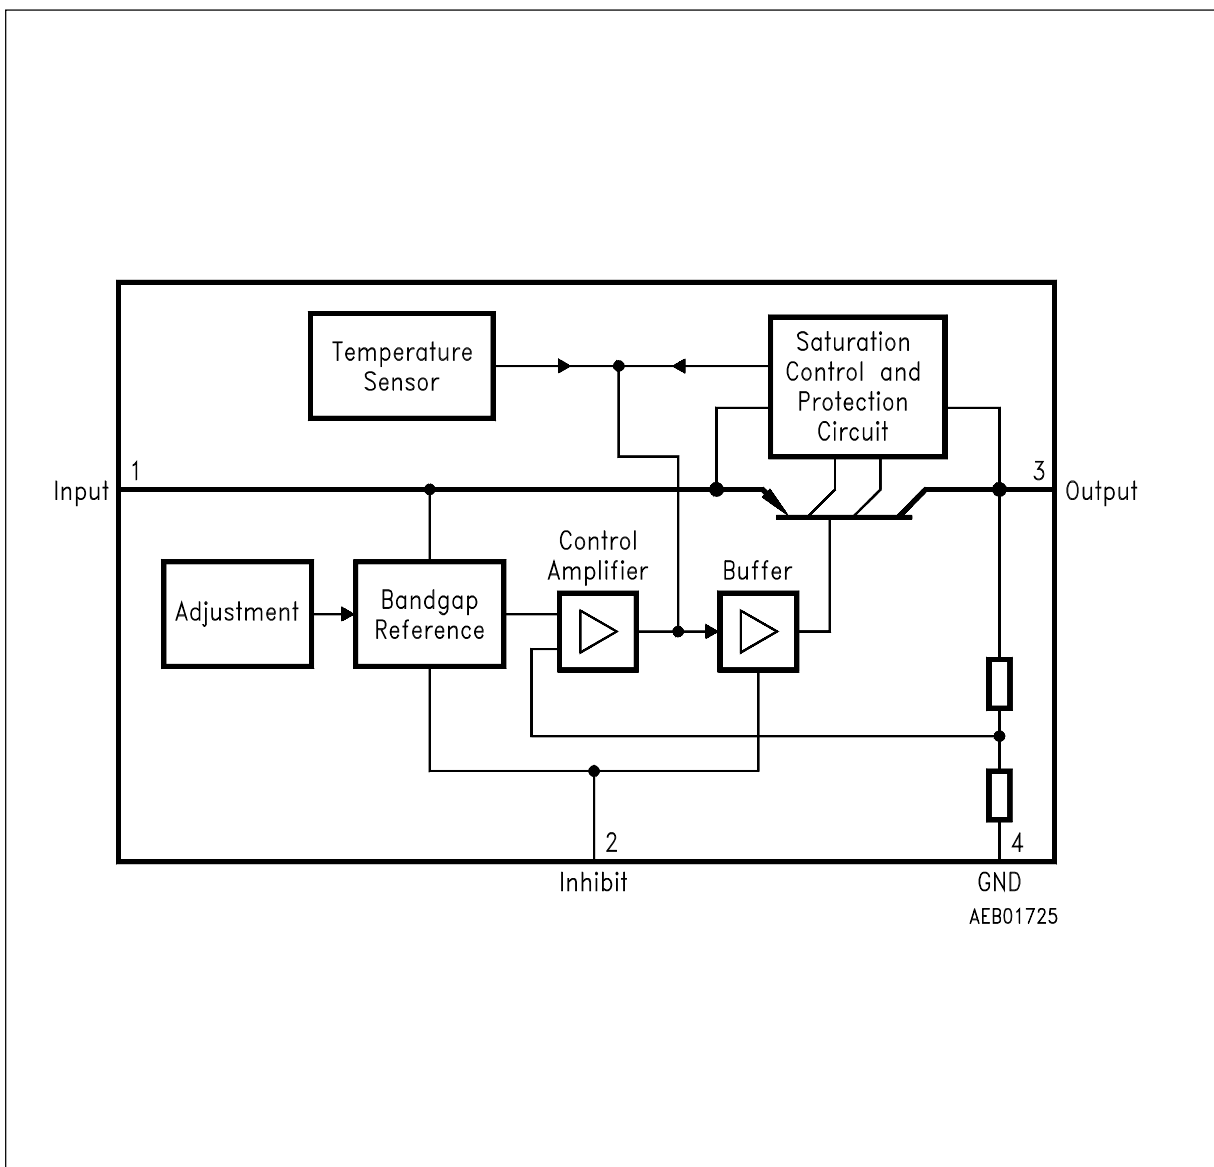 Temperature
Sensor
Saturation
Control and
Protection
Circuit
1
3
Input
Output
Control
Amplifier
Buffer
Adjustment
Bandgap
Reference
2
4
Inhibit
GND
AEB01725